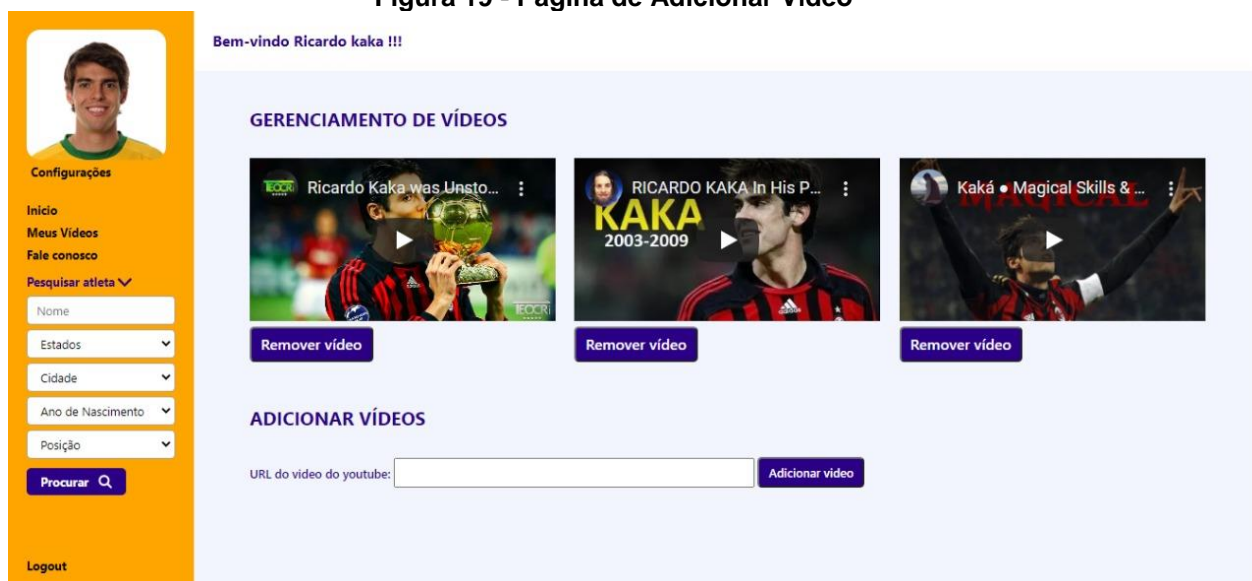 Figura 19 - Página de Adicionar Vídeo
Bem-vindo Ricardo kaka !!!
Configurações
Inicio
Meus Vídeos
Fale conosco
Pesquisar atleta
Nome
Estados
Cidade
Ano de Nascimento
Posição
Procurar
Logout
GERENCIAMENTO DE VÍDEOS
Ricardo Kaka was Unsto...
TEOCRI
Remover vídeo
RICARDO KAKA In His P...
KAKA
2003-2009
Remover vídeo
Kaká ● Magical Skills & ...
MAGICAL
Remover vídeo
ADICIONAR VÍDEOS
URL do video do youtube:
Adicionar video